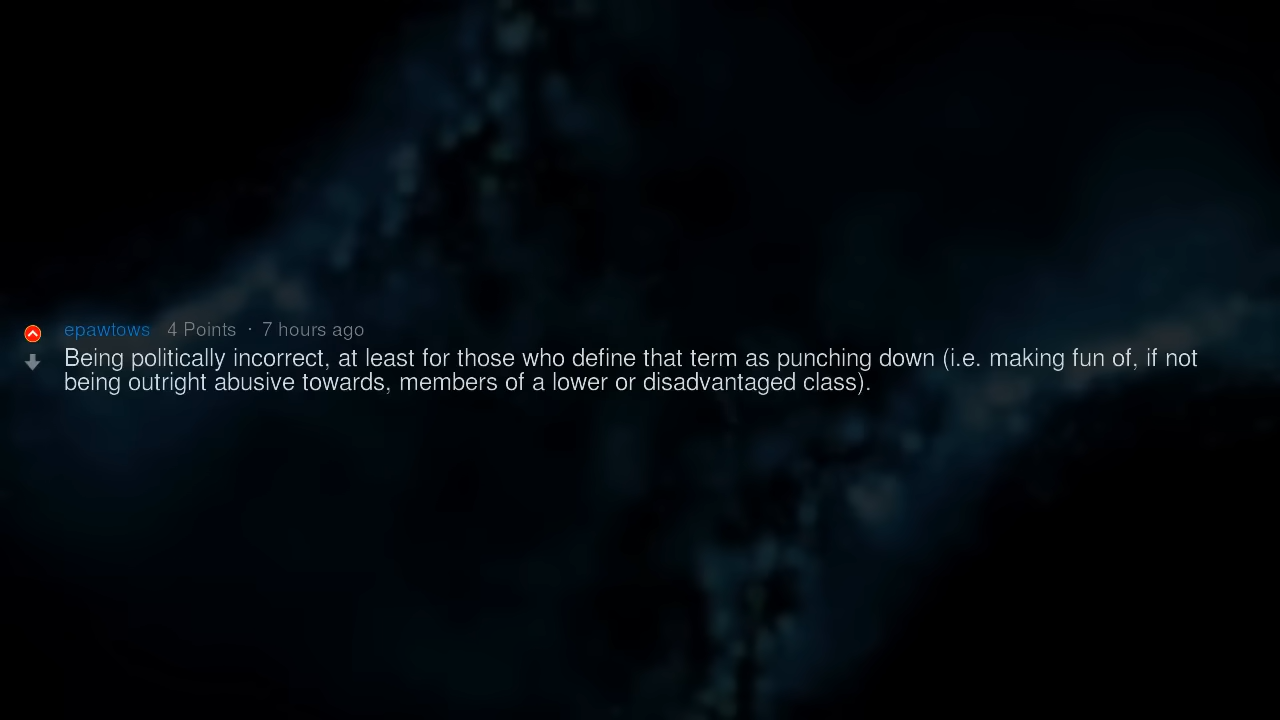 epawtows 4 Points · 7 hours ago
Being politically incorrect, at least for those who define that term as punching down (i.e. making fun of, if not
being outright abusive towards, members of a lower or disadvantaged class).